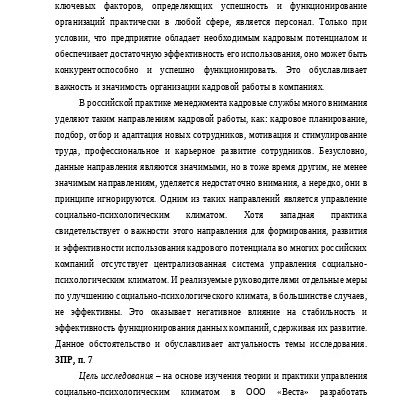 ключевых факторов, определяющих успешность и функционирование
организаций практически в любой сфере, является персонал. Только при
условии, что предприятие обладает необходимым кадровым потенциалом и
обеспечивает достаточную эффективность его использования, оно может быть
конкурентоспособно и успешно функционировать. Это обуславливает
важность и значимость организации кадровой работы в компаниях.
В российской практике менеджмента кадровые службы много внимания
уделяют таким направлениям кадровой работы, как: кадровое планирование,
подбор, отбор и адаптация новых сотрудников, мотивация и стимулирование
труда, профессиональное и карьерное развитие сотрудников. Безусловно,
данные направления являются значимыми, но в тоже время другим, не менее
значимым направлениям, уделяется недостаточно внимания, а нередко, они в
принципе игнорируются. Одним из таких направлений является управление
социально-психологическим климатом. Хотя западная практика
свидетельствует о важности этого направления для формирования, развития
и эффективности использования кадрового потенциала во многих российских
компаний отсутствует централизованная система управления социально-
психологическим климатом. И реализуемые руководителями отдельные меры
по улучшению социально-психологического климата, в большинстве случаев,
не эффективны. Это оказывает негативное влияние на стабильность и
эффективность функционирования данных компаний, сдерживая их развитие.
Данное обстоятельство и обуславливает актуальность темы исследования.
ЗПР, п. 7
Цель исследования – на основе изучения теории и практики управления
социально-психологическим климатом в ООО «Веста» разработать